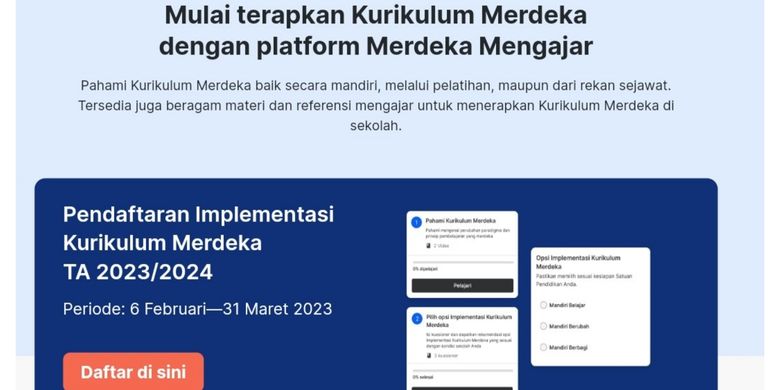 Mulai terapkan Kurikulum Merdeka
dengan platform Merdeka Mengajar
Pahami Kurikulum Merdeka baik secara mandiri, melalui pelatihan, maupun dari rekan sejawat.
Tersedia juga beragam materi dan referensi mengajar untuk menerapkan Kurikulum Merdeka di
sekolah.
Pendaftaran Implementasi
Kurikulum Merdeka
TA 2023/2024
Periode: 6 Februari—31 Maret 2023
Daftar di sini
1
Pahami Kurikulum Merdeka
Pahami mengenai perubahan paradigma dan
prinsip pembelajaran yang merdeka
2 Video
0% dipelajari
Pelajari
2
Pilih opsi Implementasi Kurikulum
Merdeka
Isi kuesioner dan dapatkan rekomendasi opsi
Implementasi Kurikulum Merdeka yang sesuai
dengan kondisi sekolah Anda
0% selesai
Opsi Implementasi Kurikulum
Merdeka
Pastikan memilih sesuai kesiapan Satuan
Pendidikan Anda.
Mandiri Belajar
Mandiri Berubah
Mandiri Berbagi